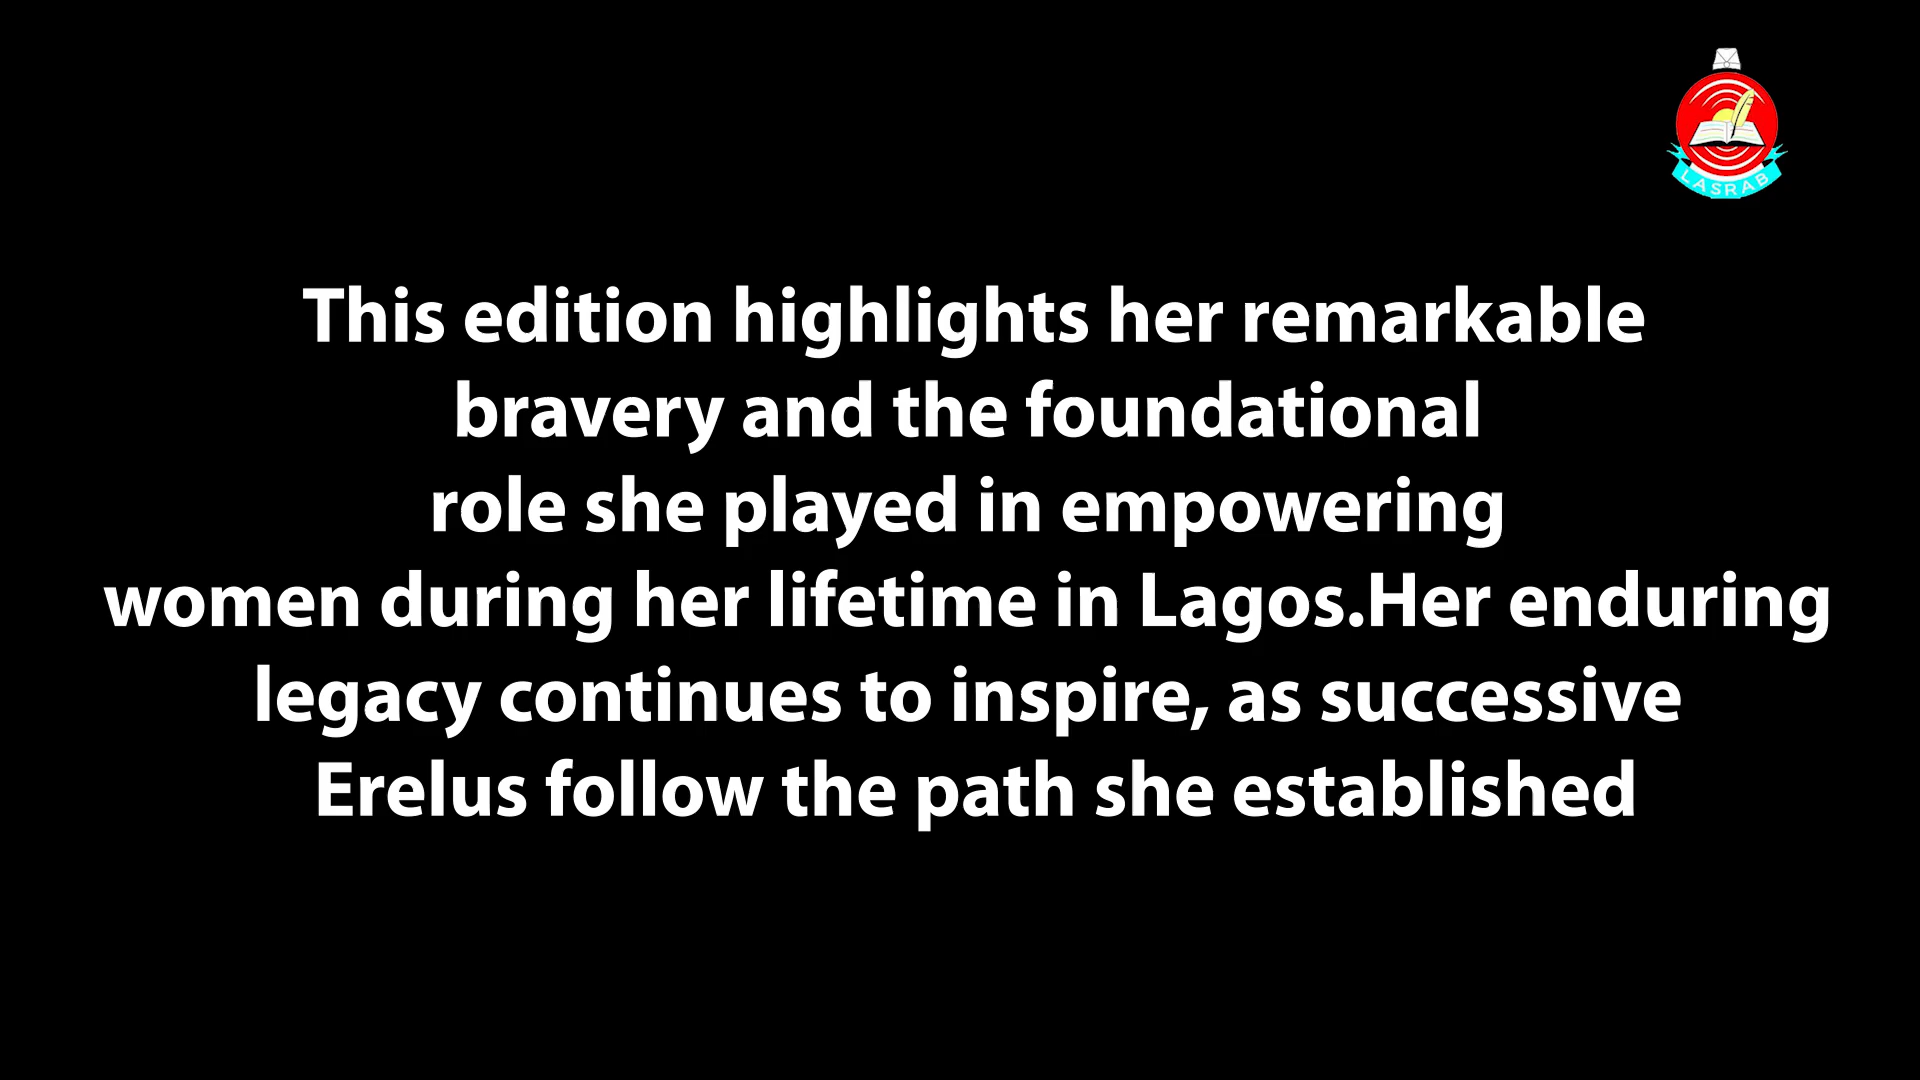 LASRAB
This edition highlights her remarkable
bravery and the foundational
role she played in empowering
women during her lifetime in Lagos.Her enduring
legacy continues to inspire, as successive
Erelus follow the path she established